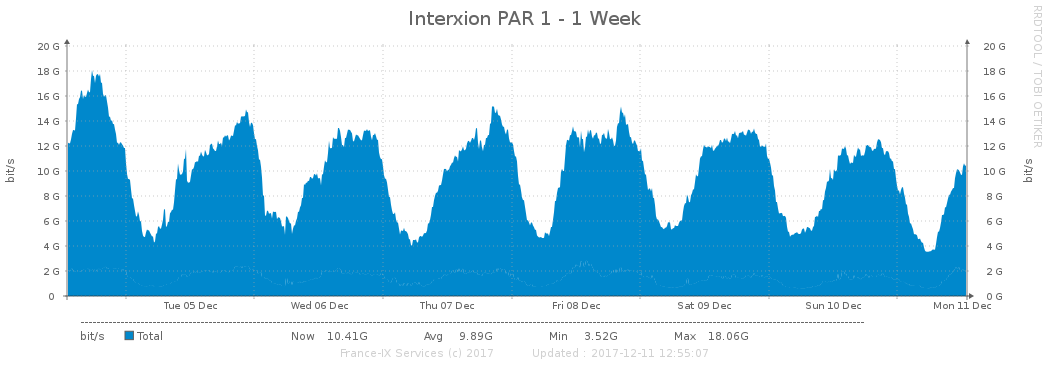 Interxion PAR 1 - 1 Week
RRDTOOL / TOBI OETIKER
20 G 20 G
18 G 18 G
16 G 16 G
14 G 14 G
12 G 12 G
10 G 10 G
8 G 8 G
6 G 6 G
4 G 4 G
2 G 2 G
0 0 G
bit/s bit/s
Tue 05 Dec Wed 06 Dec Thu 07 Dec Fri 08 Dec Sat 09 Dec Sun 10 Dec Mon 11 Dec
bit/s Total Now 10.41G Avg 9.89G Min 3.52G Max 18.06G
France-IX Services (c) 2017 Updated : 2017-12-11 12:55:07